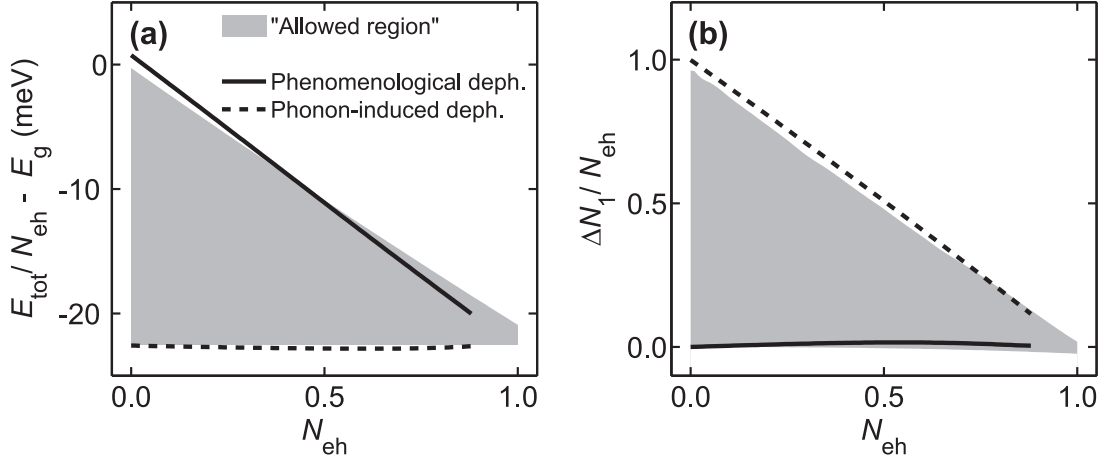 (a)
"Allowed region"
Phenomenological deph.
Phonon-induced deph.
E_tot / N_eh - E_g (meV)
0
-10
-20
0.0 0.5 1.0
N_eh
(b)
ΔN_1 / N_eh
1.0
0.5
0.0
0.0 0.5 1.0
N_eh